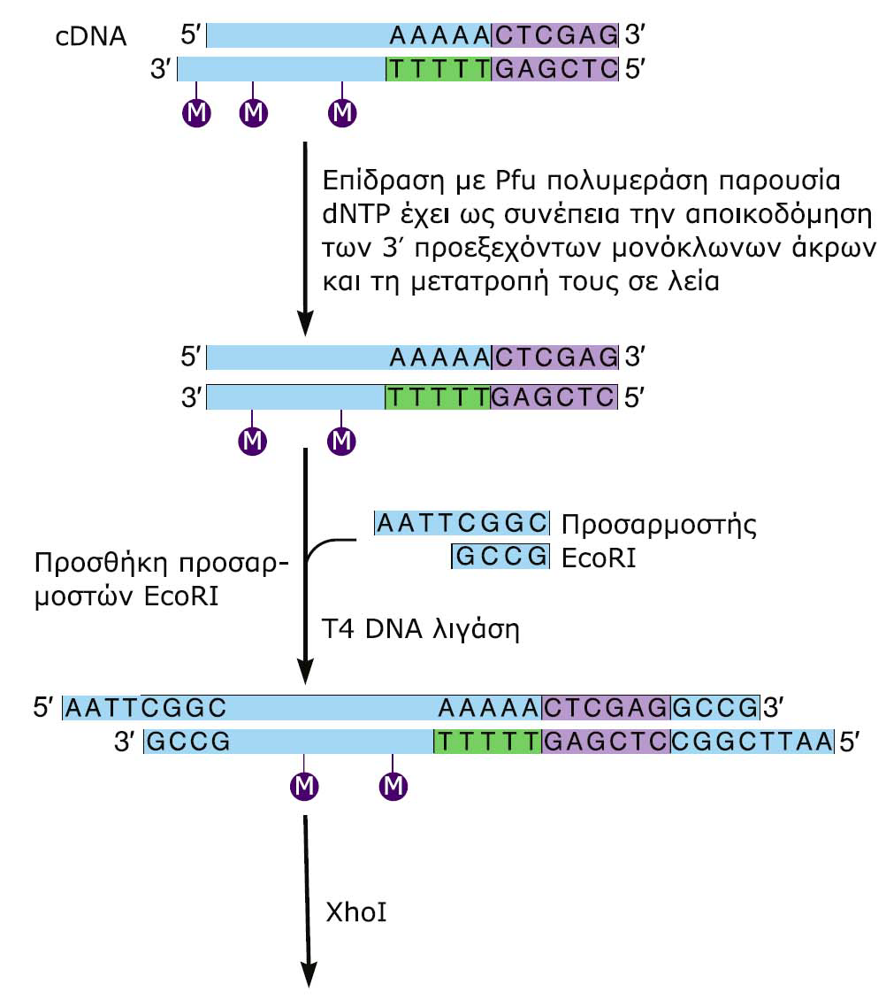 cDNA 5′ AAAAACTCGAG 3′
3′ TTTTTGAGCTC 5′
M M M
Επίδραση με Pfu πολυμεράση παρουσία
dNTP έχει ως συνέπεια την αποικοδόμηση
των 3′ προεξεχόντων μονόκλωνων άκρων
και τη μετατροπή τους σε λεία
5′ AAAAACTCGAG 3′
3′ TTTTTGAGCTC 5′
M M
AATTCGGC Προσαρμοστής
GCCG EcoRI
Προσθήκη προσαρ-
μοστών EcoRI
T4 DNA λιγάση
5′ AATTCGGC AAAAACTCGAGGCCG 3′
3′ GCCG TTTTTGAGCTCCGGCTTAA 5′
M M
XhoI